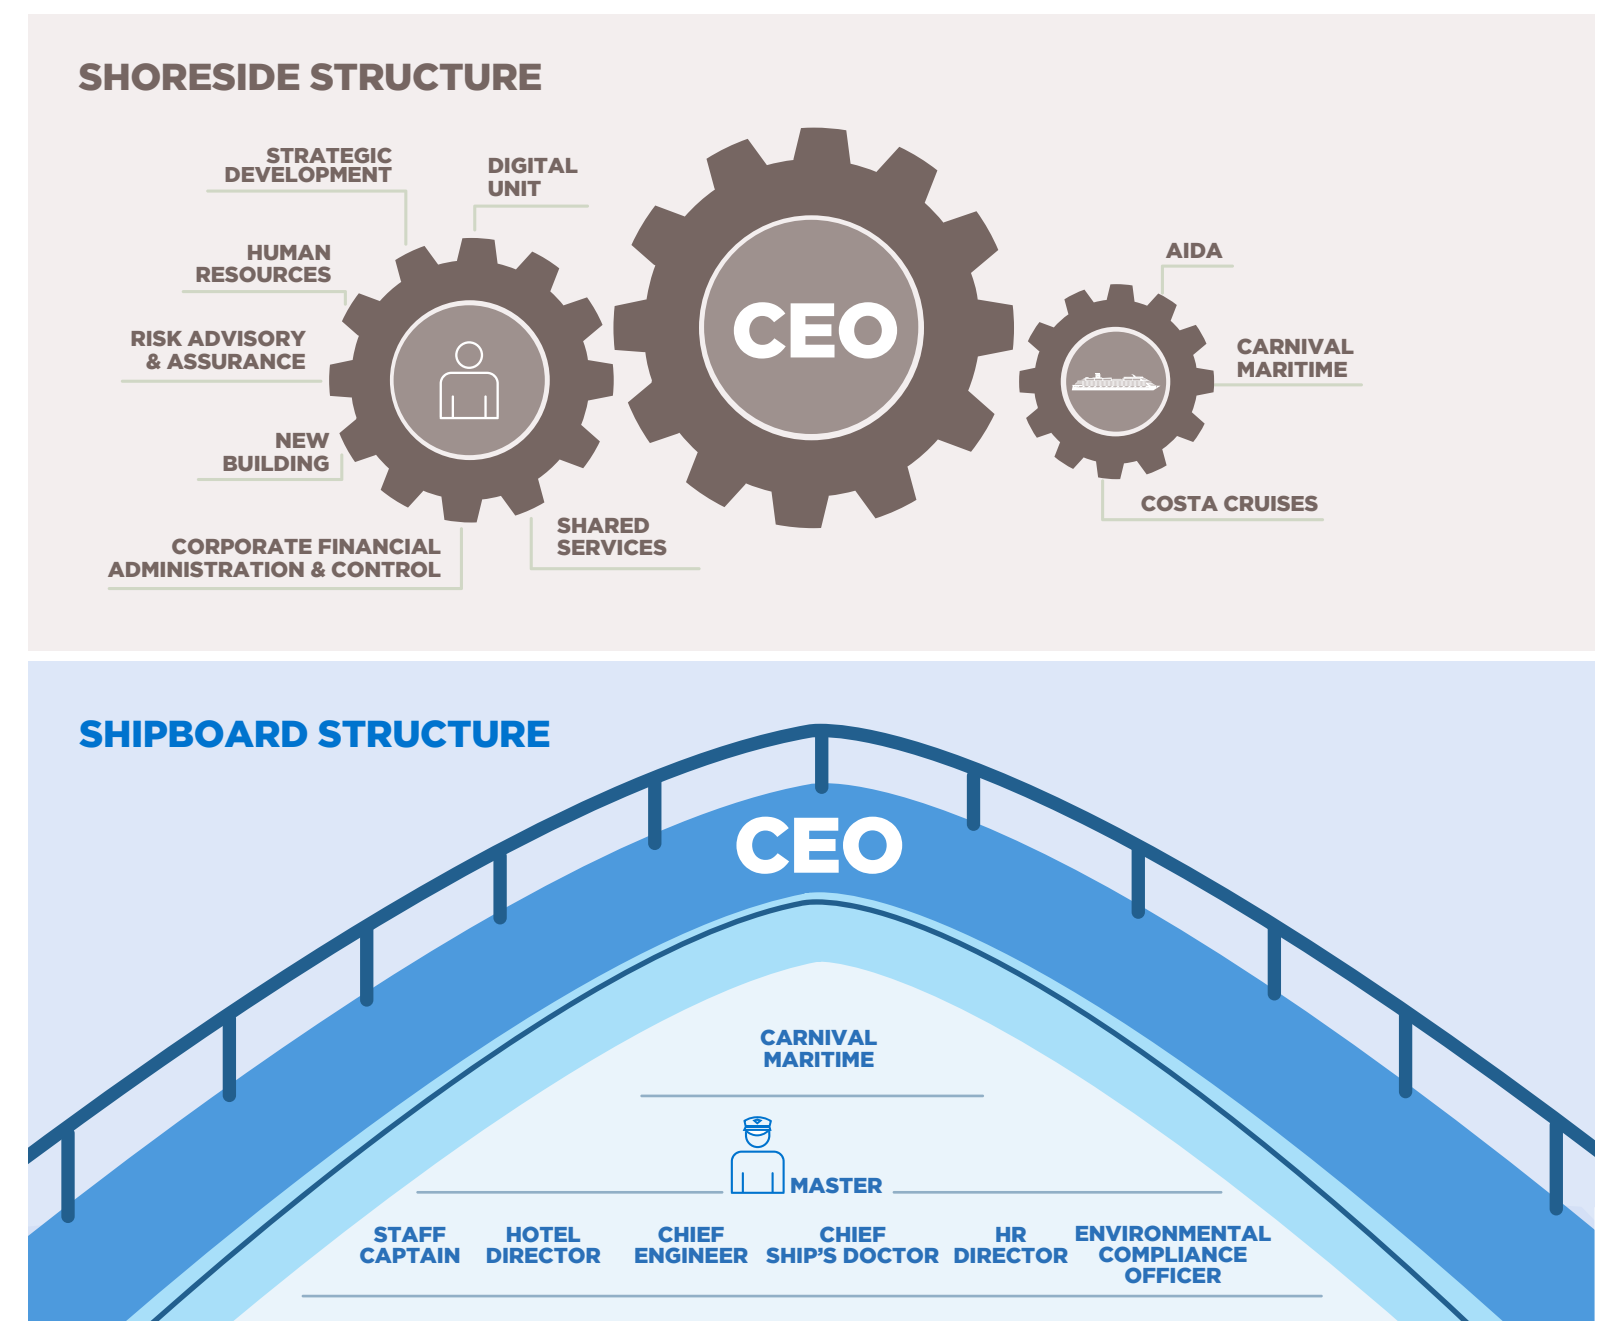 SHORESIDE STRUCTURE
STRATEGIC
DEVELOPMENT
DIGITAL
UNIT
HUMAN
RESOURCES
RISK ADVISORY
& ASSURANCE
NEW
BUILDING
CORPORATE FINANCIAL
ADMINISTRATION & CONTROL
SHARED
SERVICES
CEO
AIDA
CARNIVAL
MARITIME
COSTA CRUISES
SHIPBOARD STRUCTURE
CEO
CARNIVAL
MARITIME
MASTER
STAFF
CAPTAIN
HOTEL
DIRECTOR
CHIEF
ENGINEER
CHIEF
SHIP'S DOCTOR
HR
DIRECTOR
ENVIRONMENTAL
COMPLIANCE
OFFICER